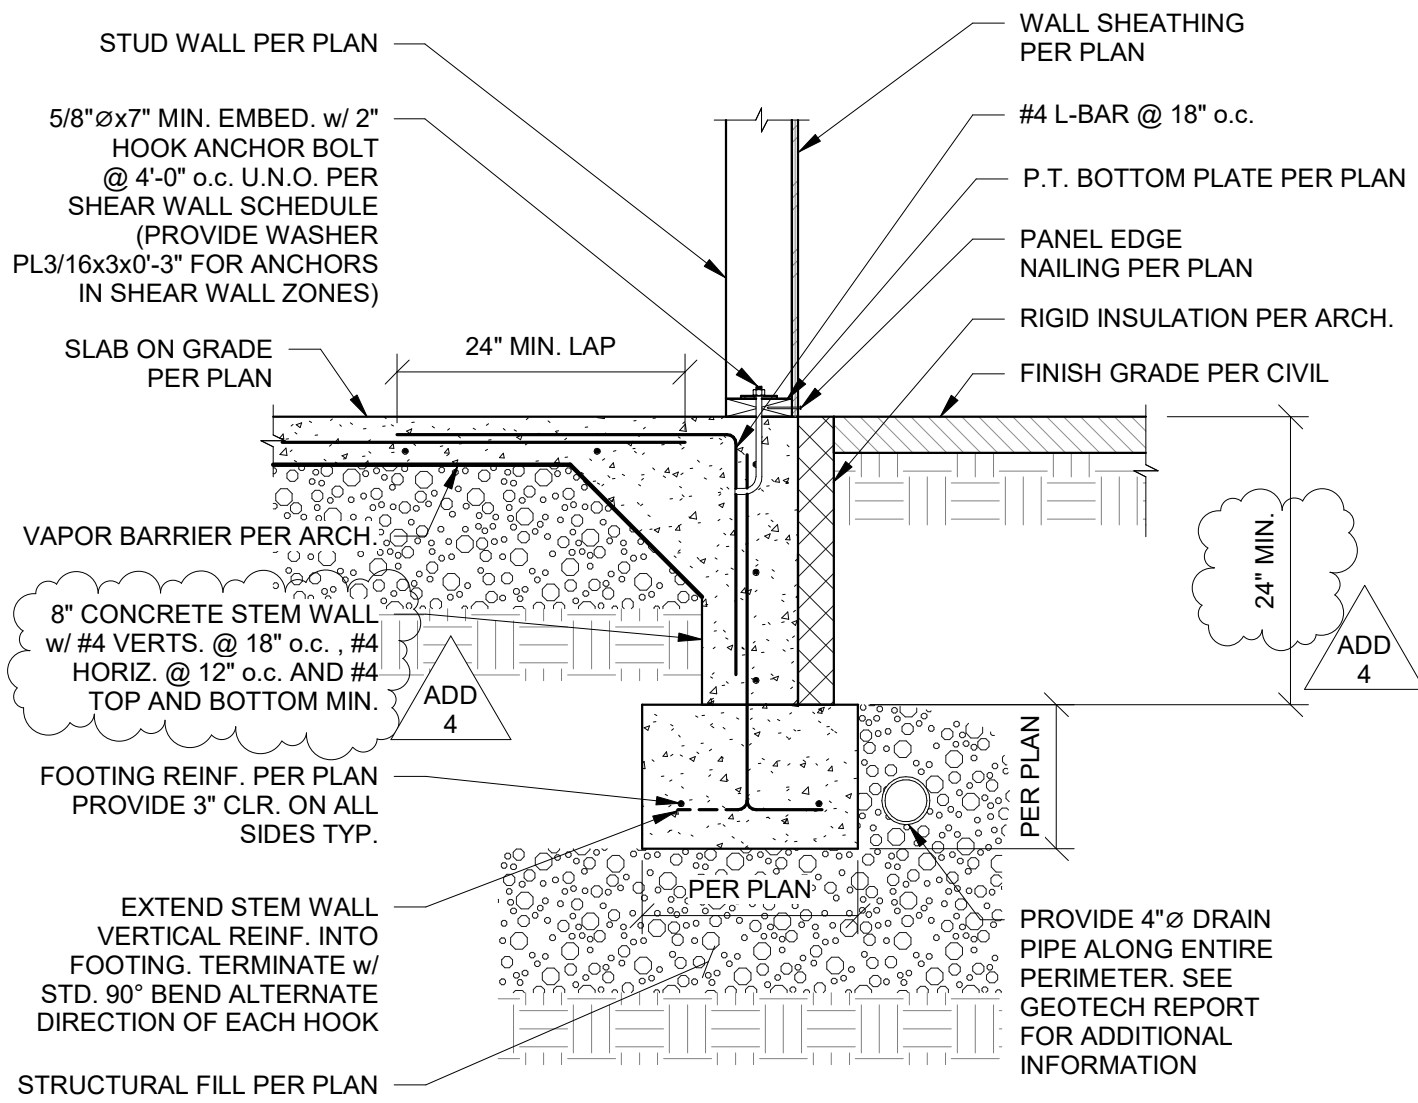 STUD WALL PER PLAN
5/8"Øx7" MIN. EMBED. w/ 2"
HOOK ANCHOR BOLT
@ 4'-0" o.c. U.N.O. PER
SHEAR WALL SCHEDULE
(PROVIDE WASHER
PL3/16x3x0'-3" FOR ANCHORS
IN SHEAR WALL ZONES)
SLAB ON GRADE
PER PLAN
24" MIN. LAP
VAPOR BARRIER PER ARCH.
8" CONCRETE STEM WALL
w/ #4 VERTS. @ 18" o.c. , #4
HORIZ. @ 12" o.c. AND #4
TOP AND BOTTOM MIN.
ADD
4
FOOTING REINF. PER PLAN
PROVIDE 3" CLR. ON ALL
SIDES TYP.
EXTEND STEM WALL
VERTICAL REINF. INTO
FOOTING. TERMINATE w/
STD. 90° BEND ALTERNATE
DIRECTION OF EACH HOOK
STRUCTURAL FILL PER PLAN
PER PLAN
WALL SHEATHING
PER PLAN
#4 L-BAR @ 18" o.c.
P.T. BOTTOM PLATE PER PLAN
PANEL EDGE
NAILING PER PLAN
RIGID INSULATION PER ARCH.
FINISH GRADE PER CIVIL
24" MIN.
ADD
4
PER PLAN
PROVIDE 4"Ø DRAIN
PIPE ALONG ENTIRE
PERIMETER. SEE
GEOTECH REPORT
FOR ADDITIONAL
INFORMATION